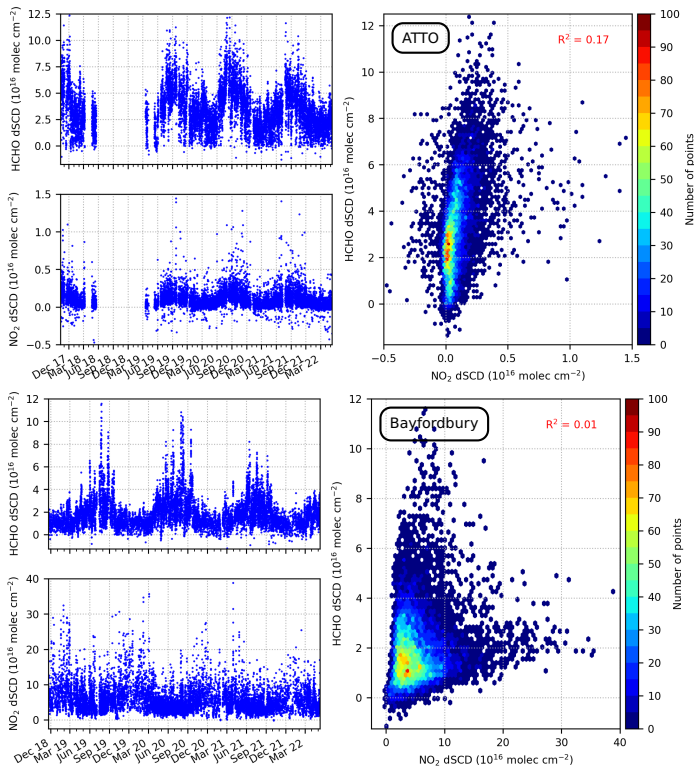 12.5
10.0
7.5
5.0
2.5
0.0
HCHO dSCD (10¹⁶ molec cm⁻²)
1.5
1.0
0.5
0.0
−0.5
NO₂ dSCD (10¹⁶ molec cm⁻²)
Dec 17
Mar 18
Jun 18
Sep 18
Dec 18
Mar 19
Jun 19
Sep 19
Dec 19
Mar 20
Jun 20
Sep 20
Dec 20
Mar 21
Jun 21
Sep 21
Dec 21
Mar 22
ATTO
R² = 0.17
12
10
8
6
4
2
0
HCHO dSCD (10¹⁶ molec cm⁻²)
−0.5
0.0
0.5
1.0
1.5
NO₂ dSCD (10¹⁶ molec cm⁻²)
100
90
80
70
60
50
40
30
20
10
0
Number of points
12
10
8
6
4
2
0
HCHO dSCD (10¹⁶ molec cm⁻²)
40
30
20
10
0
NO₂ dSCD (10¹⁶ molec cm⁻²)
Dec 18
Mar 19
Jun 19
Sep 19
Dec 19
Mar 20
Jun 20
Sep 20
Dec 20
Mar 21
Jun 21
Sep 21
Dec 21
Mar 22
Bayfordbury
R² = 0.01
12
10
8
6
4
2
0
HCHO dSCD (10¹⁶ molec cm⁻²)
0
10
20
30
40
NO₂ dSCD (10¹⁶ molec cm⁻²)
100
90
80
70
60
50
40
30
20
10
0
Number of points